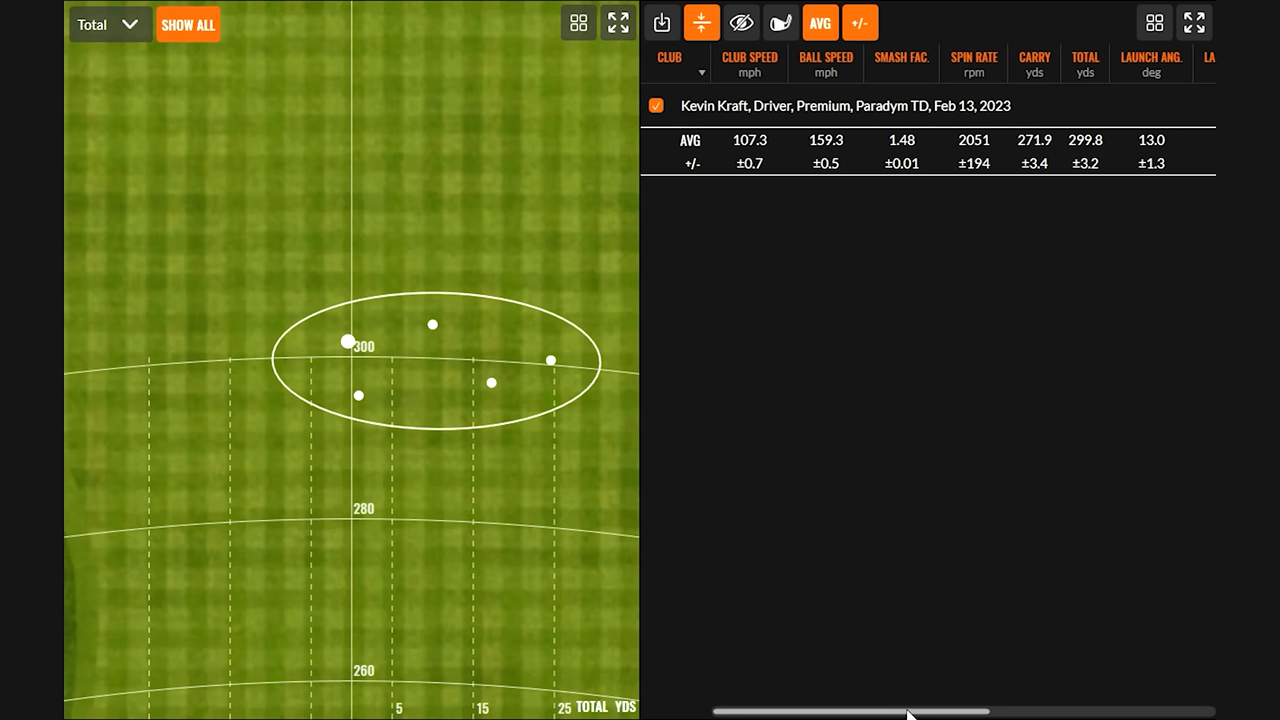 Total
SHOW ALL
300
280
260
5 15 25 TOTAL YDS
AVG +/-
CLUB CLUB SPEED BALL SPEED SMASH FAC. SPIN RATE CARRY TOTAL LAUNCH ANG. LA
mph mph rpm yds yds deg
Kevin Kraft, Driver, Premium, Paradym TD, Feb 13, 2023
AVG 107.3 159.3 1.48 2051 271.9 299.8 13.0
+/- ±0.7 ±0.5 ±0.01 ±194 ±3.4 ±3.2 ±1.3